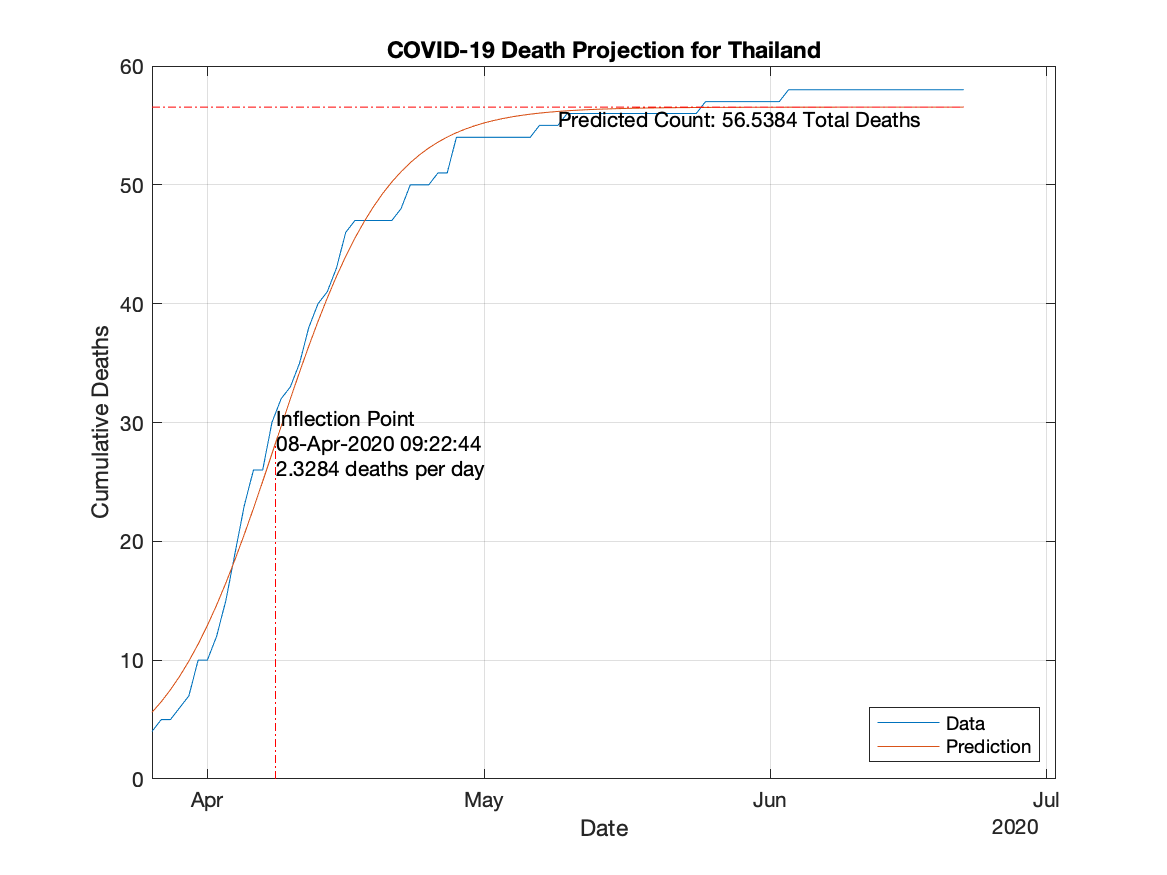 COVID-19 Death Projection for Thailand
60
50
40
30
20
10
0
Cumulative Deaths
Predicted Count: 56.5384 Total Deaths
Inflection Point
08-Apr-2020 09:22:44
2.3284 deaths per day
Data
Prediction
Apr
May
Jun
Jul
Date
2020